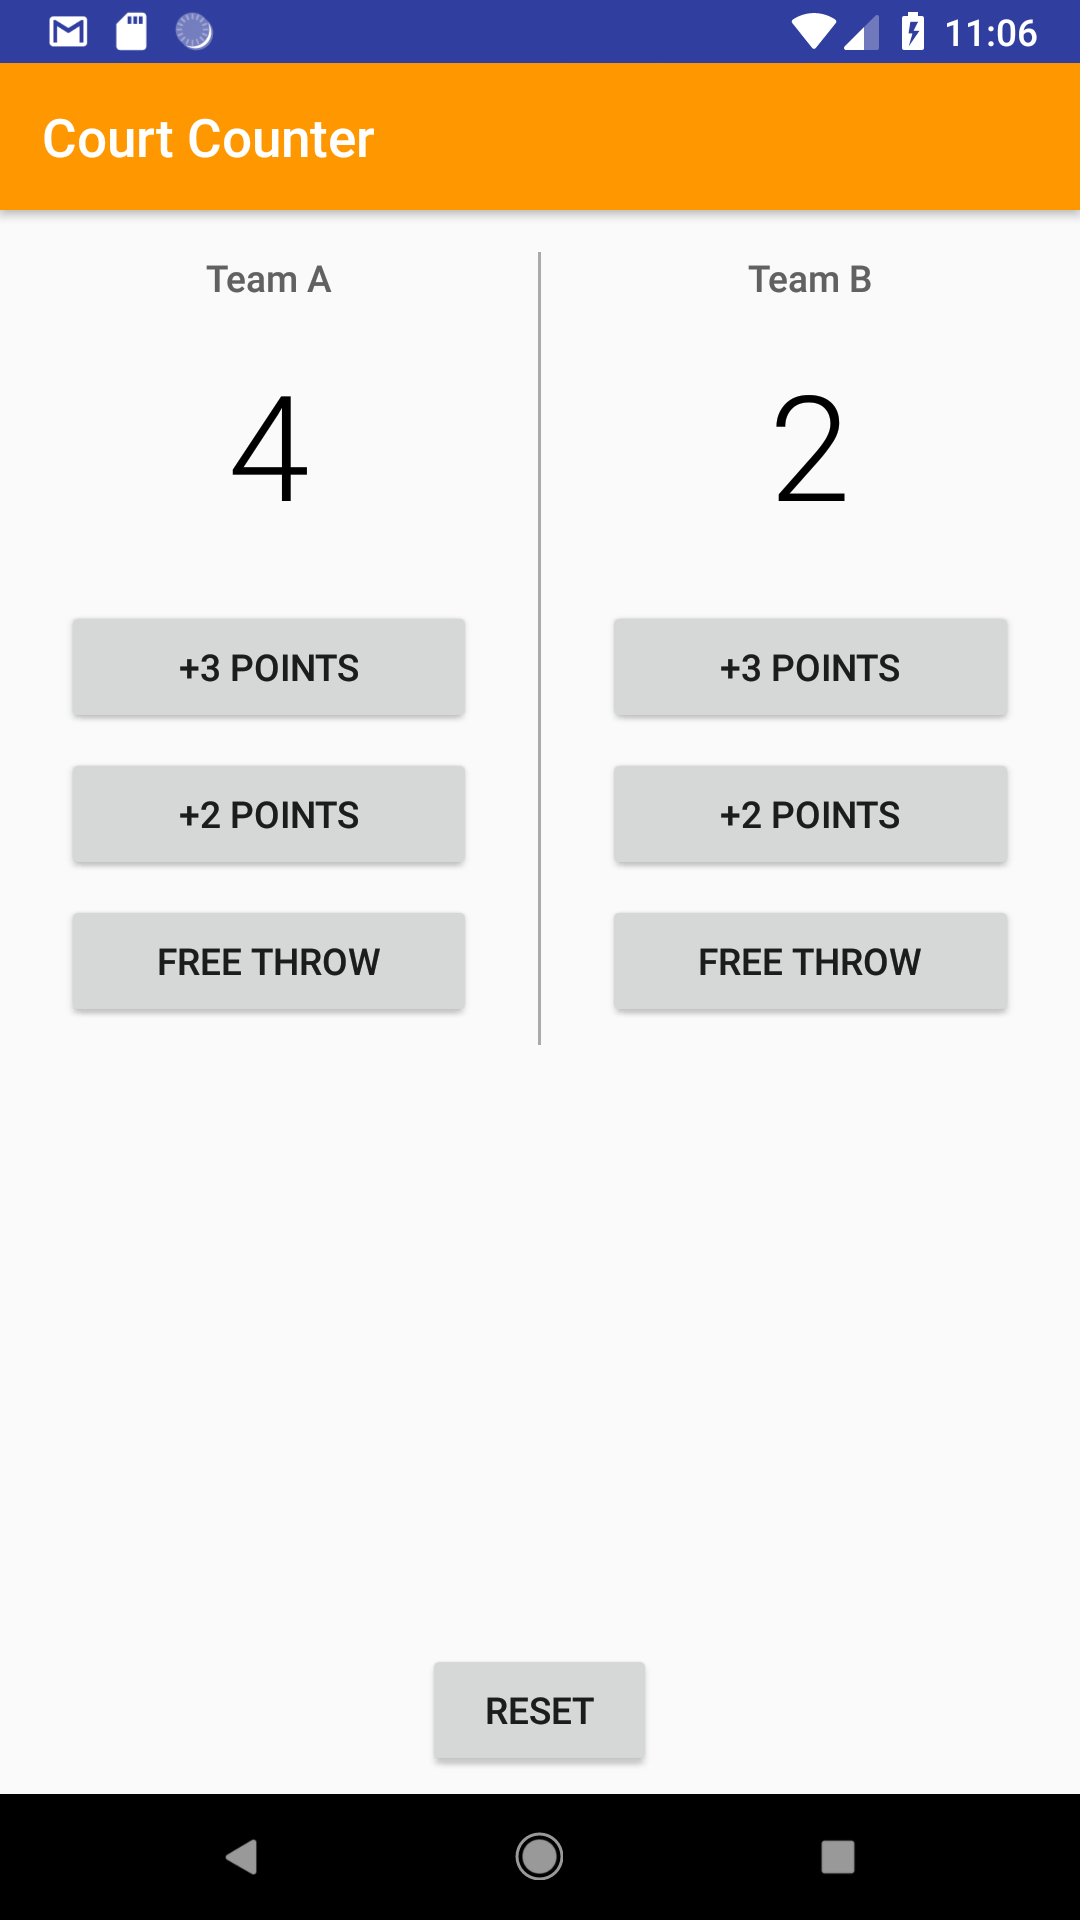 11:06
Court Counter
Team A
Team B
4
2
+3 POINTS
+3 POINTS
+2 POINTS
+2 POINTS
FREE THROW
FREE THROW
RESET